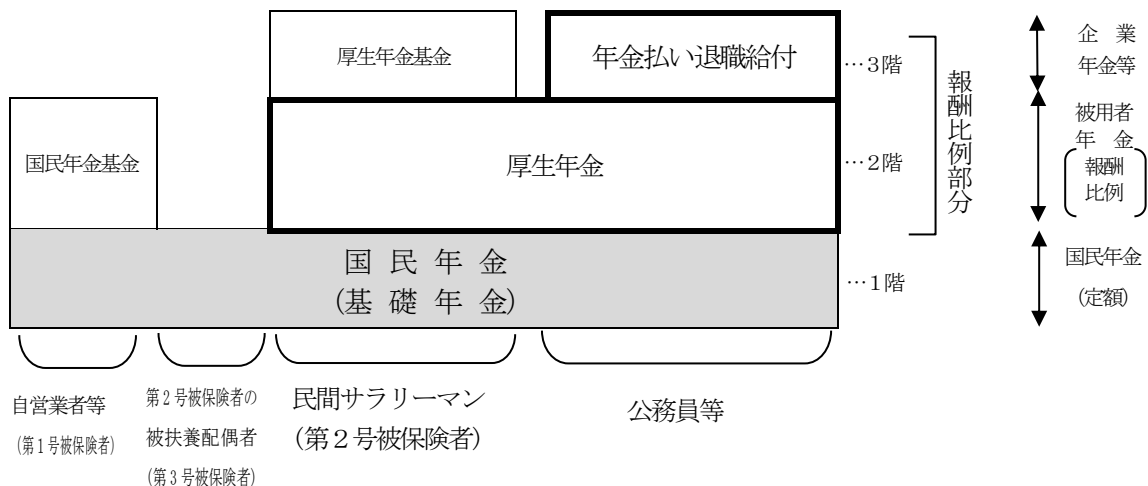 厚生年金基金
年金払い退職給付
…3階
国民年金基金
厚生年金
…2階
国民年金
(基礎年金)
…1階
報酬比例部分
企業
年金等
被用者
年金
報酬
比例
国民年金
(定額)
自営業者等
(第1号被保険者)
第2号被保険者の
被扶養配偶者
(第3号被保険者)
民間サラリーマン
(第2号被保険者)
公務員等